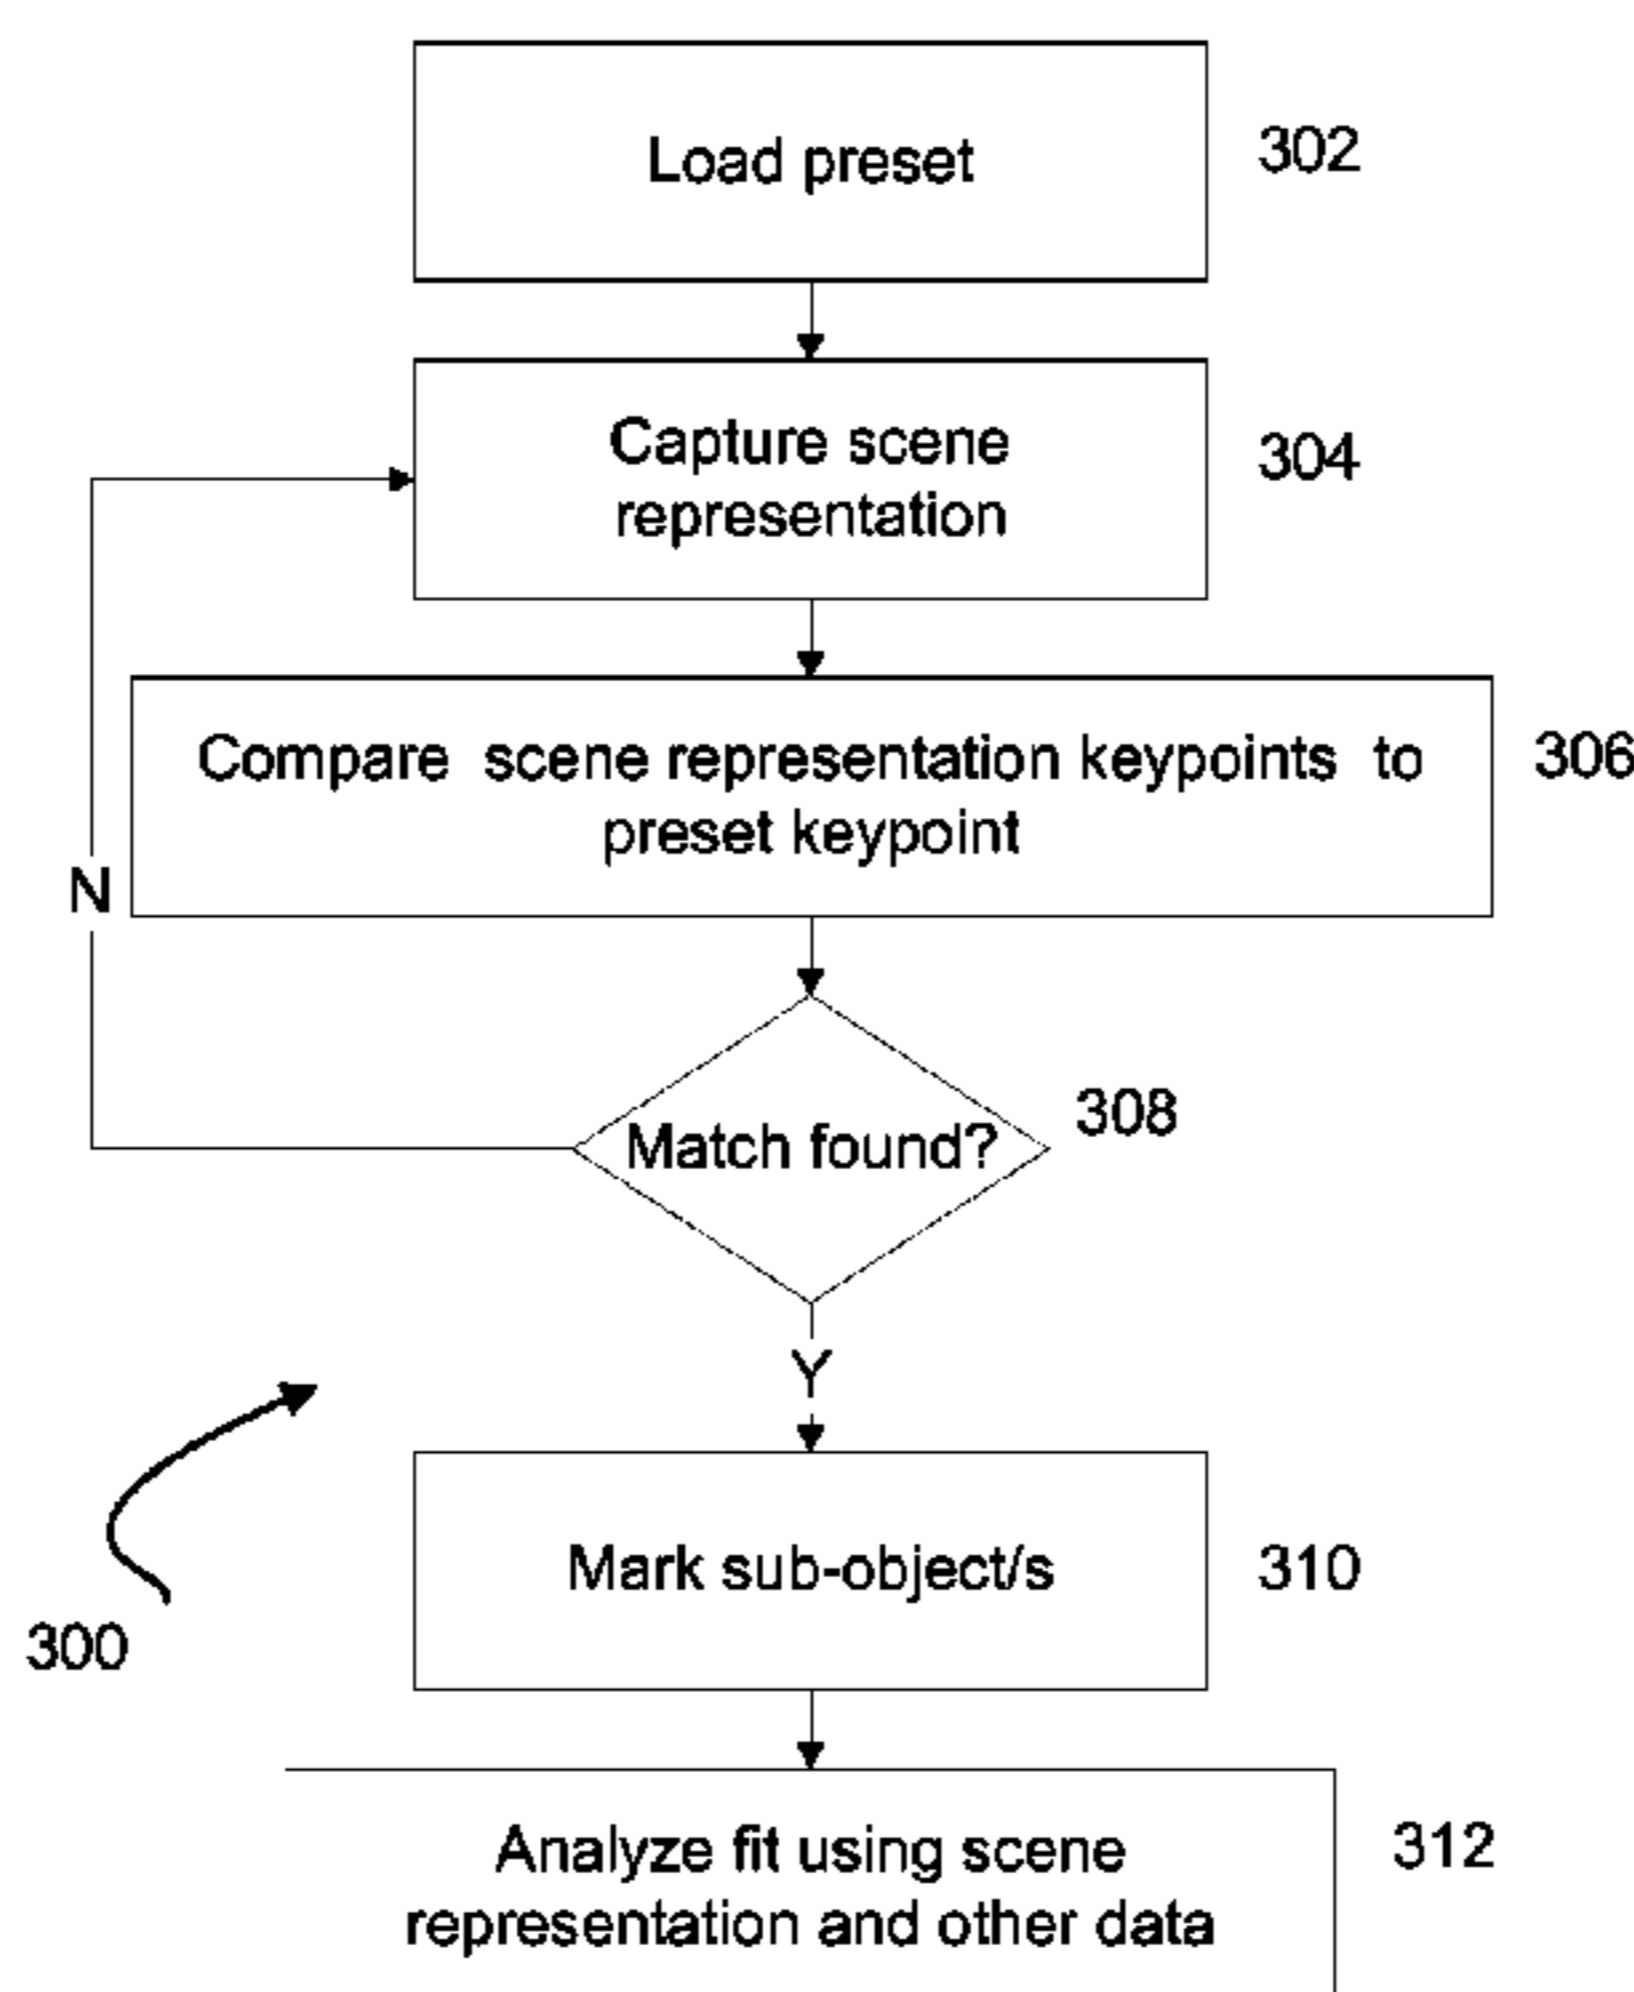 Load preset
302
Capture scene
representation
304
Compare scene representation keypoints to
preset keypoint
306
N
Match found?
308
Y
Mark sub-object/s
310
300
Analyze fit using scene
representation and other data
312